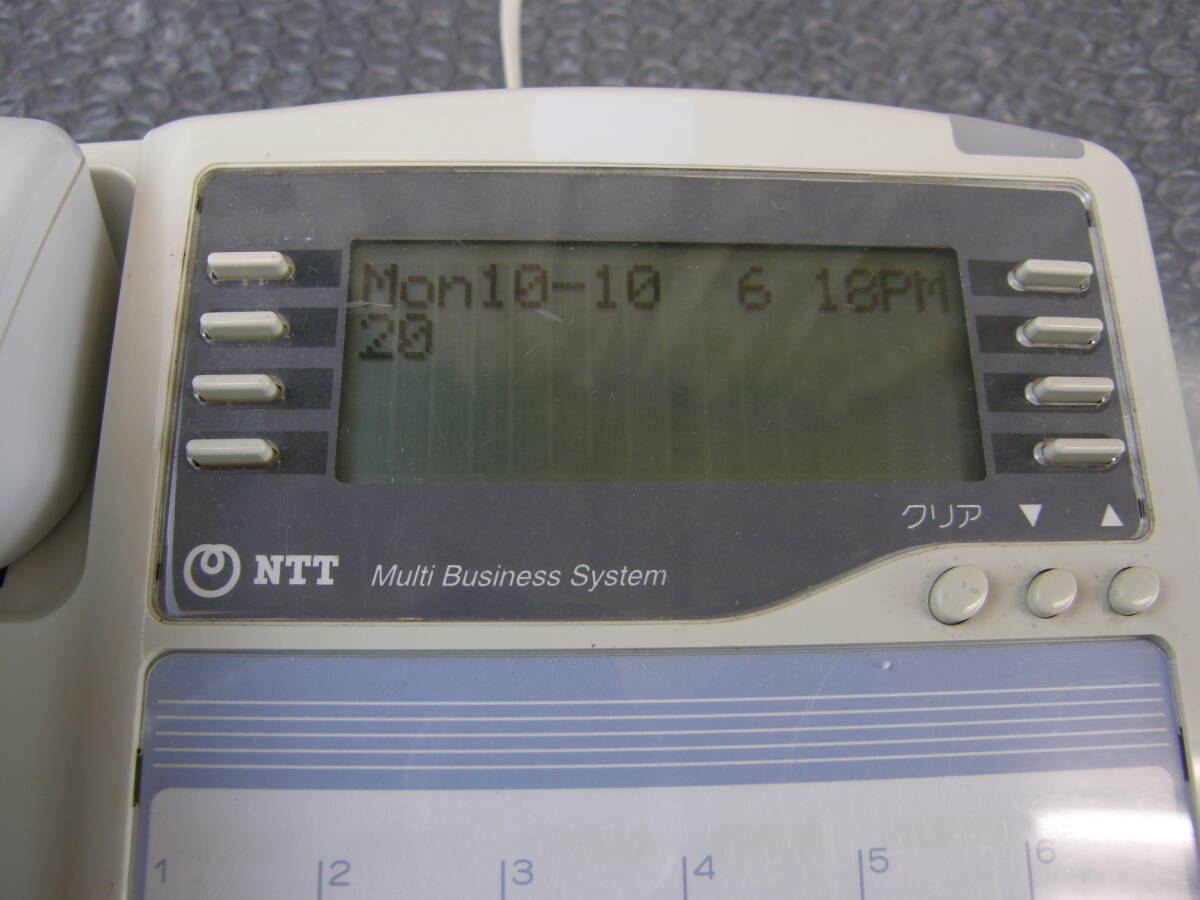 Mon10-10 6 18PM
20
クリア ▼ ▲
NTT Multi Business System
1 2 3 4 5 6